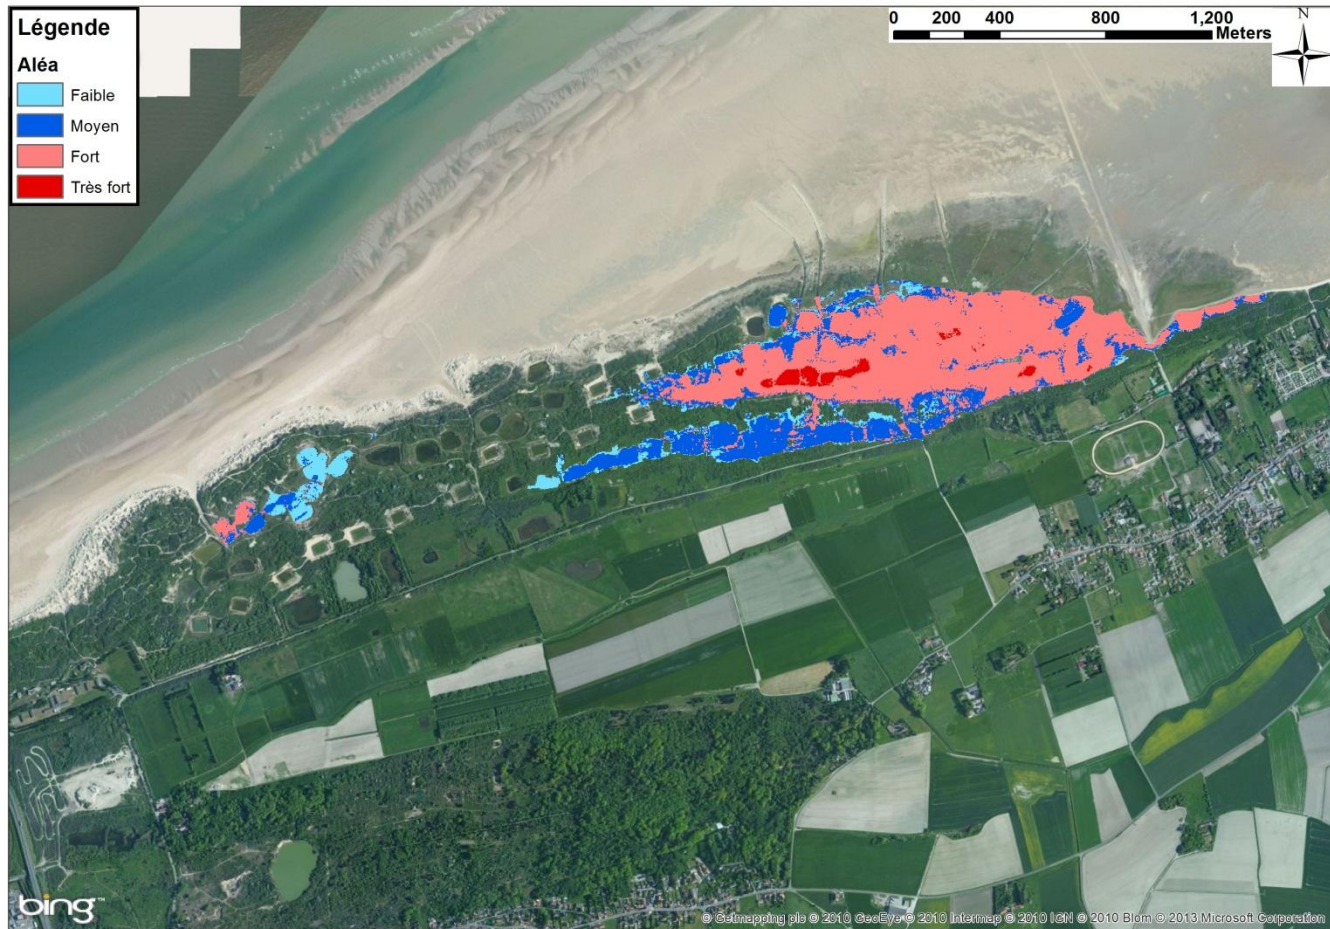 Légende
Aléa
Faible
Moyen
Fort
Très fort
0 200 400 800 1,200
Meters
N
bing™
© Getmapping plc © 2010 GeoEye © 2010 Intermap © 2010 IGN © 2010 Blom © 2013 Microsoft Corporation